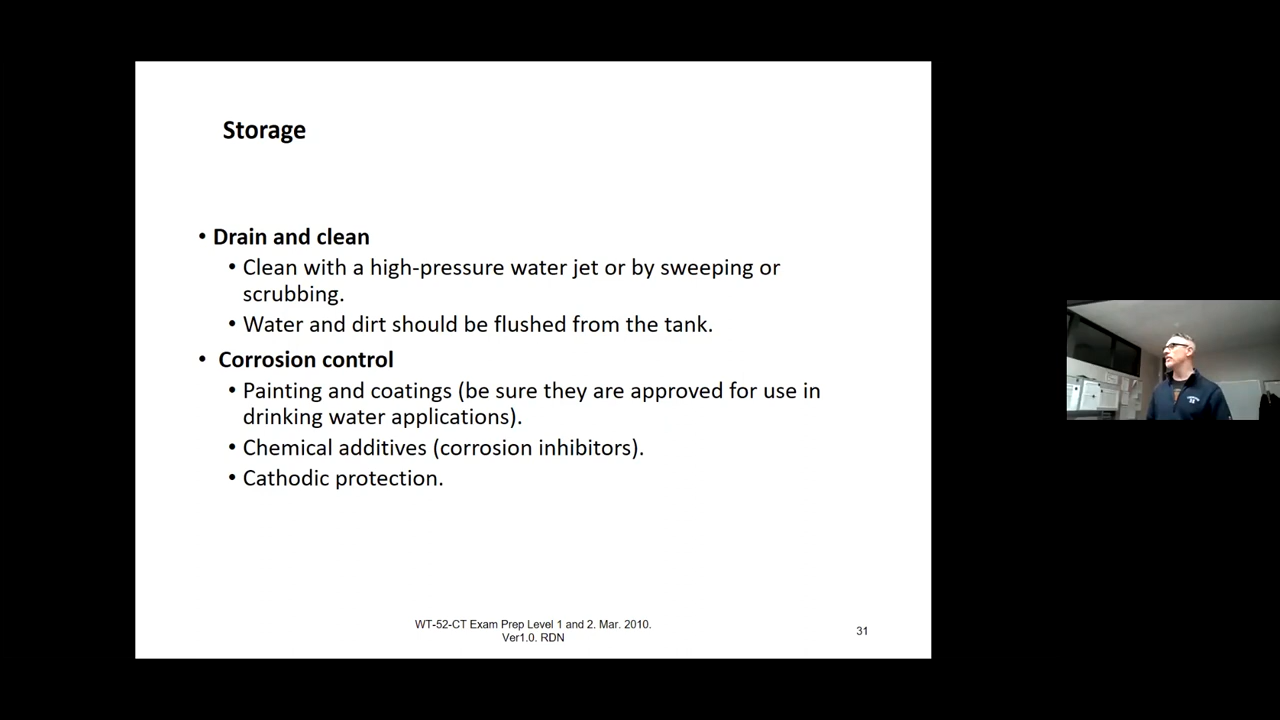 Storage
• Drain and clean
• Clean with a high-pressure water jet or by sweeping or
scrubbing.
• Water and dirt should be flushed from the tank.
• Corrosion control
• Painting and coatings (be sure they are approved for use in
drinking water applications).
• Chemical additives (corrosion inhibitors).
• Cathodic protection.
WT-52-CT Exam Prep Level 1 and 2. Mar. 2010.
Ver1.0. RDN
31